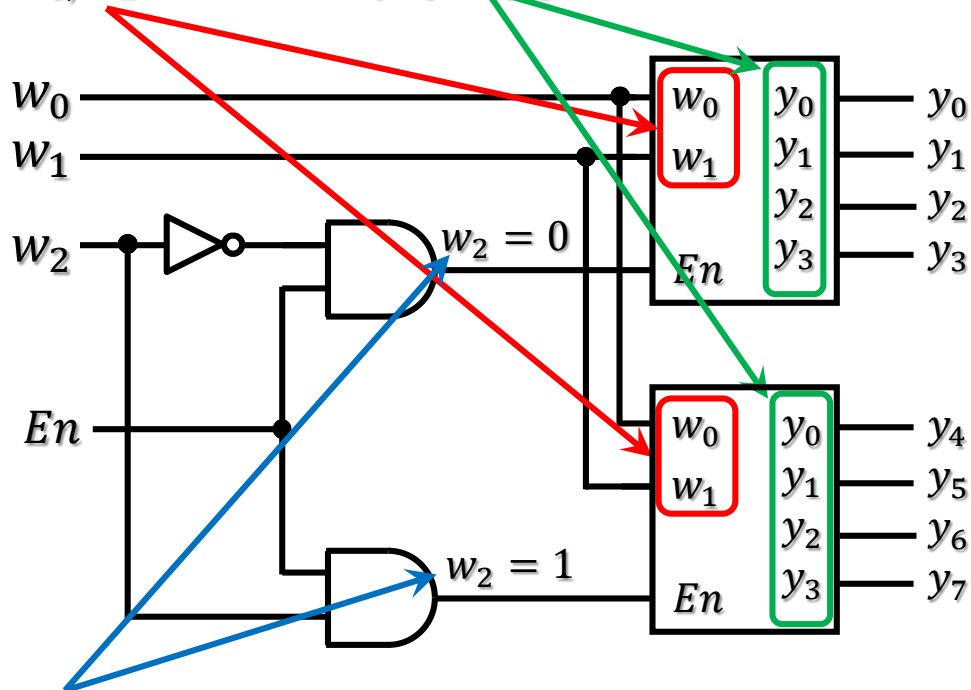 w₀
w₁
w₂
En
w₂ = 0
w₂ = 1
w₀
w₁
En
y₀
y₁
y₂
y₃
y₀
y₁
y₂
y₃
w₀
w₁
En
y₀
y₁
y₂
y₃
y₄
y₅
y₆
y₇